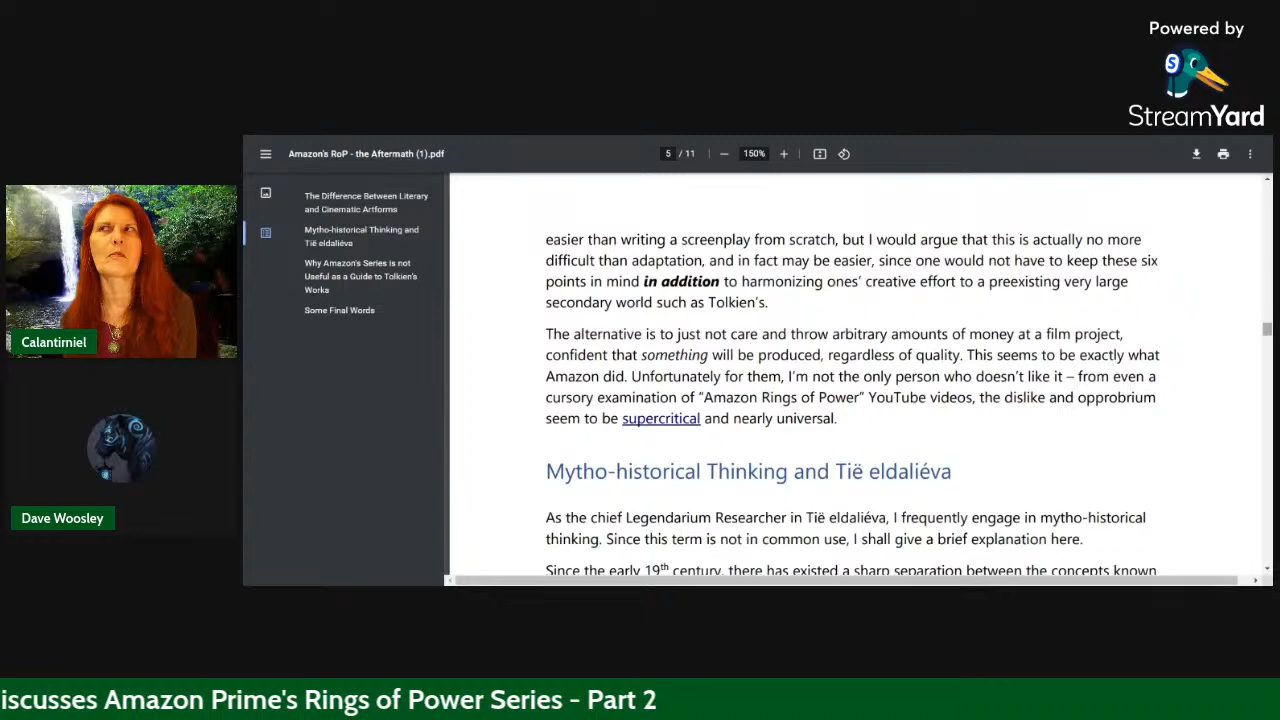 Powered by
S
StreamYard
Amazon's RoP - the Aftermath (1).pdf
5 / 11
150%
The Difference Between Literary
and Cinematic Artforms
Mytho-historical Thinking and
Tië eldaliéva
Why Amazon's Series is not
Useful as a Guide to Tolkien's
Worka
Some Final Words
easier than writing a screenplay from scratch, but I would argue that this is actually no more
difficult than adaptation, and in fact may be easier, since one would not have to keep these six
points in mind in addition to harmonizing ones’ creative effort to a preexisting very large
secondary world such as Tolkien’s.
The alternative is to just not care and throw arbitrary amounts of money at a film project,
confident that something will be produced, regardless of quality. This seems to be exactly what
Amazon did. Unfortunately for them, I’m not the only person who doesn’t like it – from even a
cursory examination of “Amazon Rings of Power” YouTube videos, the dislike and opprobrium
seem to be supercritical and nearly universal.
Mytho-historical Thinking and Tië eldaliéva
As the chief Legendarium Researcher in Tië eldaliéva, I frequently engage in mytho-historical
thinking. Since this term is not in common use, I shall give a brief explanation here.
Since the early 19th century, there has existed a sharp separation between the concepts known
Calantirniel
Dave Woosley
iscusses Amazon Prime's Rings of Power Series - Part 2